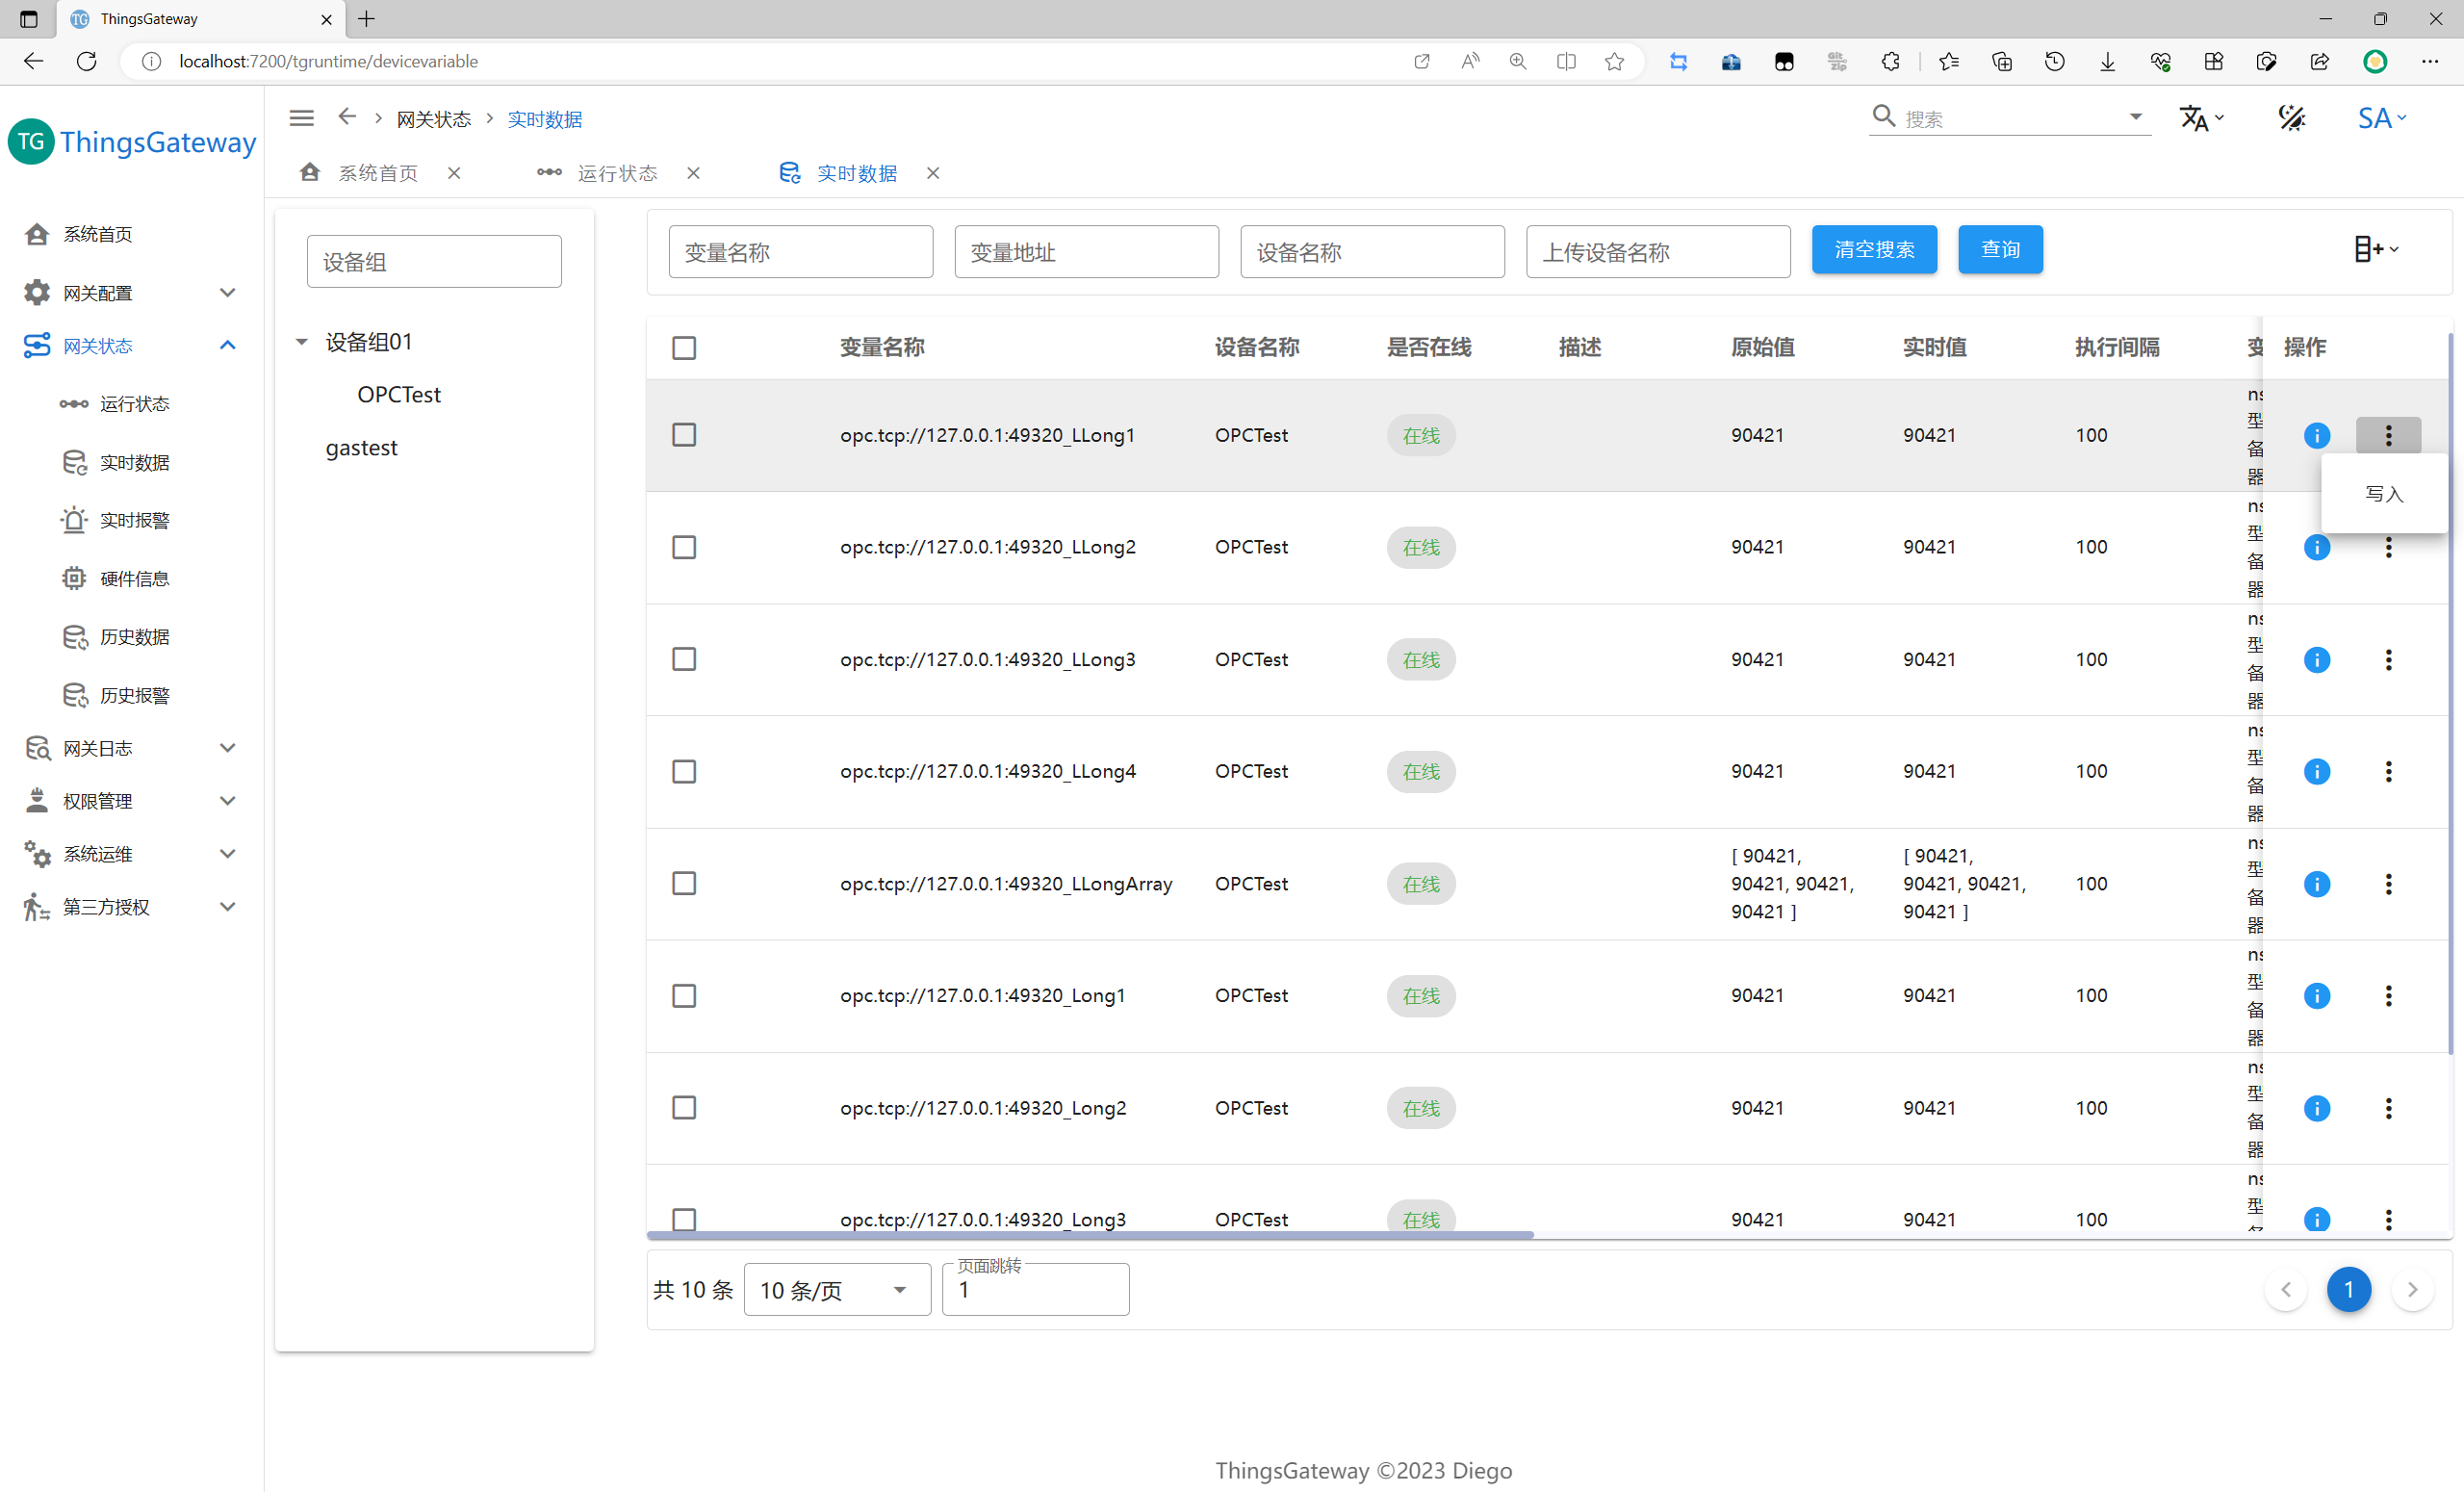 ThingsGateway
localhost:7200/tgruntime/devicevariable
TG ThingsGateway
网关状态 实时数据
搜索
SA
系统首页 运行状态 实时数据
系统首页
网关配置
网关状态
运行状态
实时数据
实时报警
硬件信息
历史数据
历史报警
网关日志
权限管理
系统运维
第三方授权
设备组
设备组01
OPCTest
gastest
变量名称 变量地址 设备名称 上传设备名称 清空搜索 查询
变量名称 设备名称 是否在线 描述 原始值 实时值 执行间隔 变 操作
opc.tcp://127.0.0.1:49320_LLong1 OPCTest 在线 90421 90421 100 ns 型 备 器
写入
opc.tcp://127.0.0.1:49320_LLong2 OPCTest 在线 90421 90421 100 ns 型 备 器
opc.tcp://127.0.0.1:49320_LLong3 OPCTest 在线 90421 90421 100 ns 型 备 器
opc.tcp://127.0.0.1:49320_LLong4 OPCTest 在线 90421 90421 100 ns 型 备 器
opc.tcp://127.0.0.1:49320_LLongArray OPCTest 在线 [ 90421, 90421, 90421, 90421 ] [ 90421, 90421, 90421, 90421 ] 100 ns 型 备 器
opc.tcp://127.0.0.1:49320_Long1 OPCTest 在线 90421 90421 100 ns 型 备 器
opc.tcp://127.0.0.1:49320_Long2 OPCTest 在线 90421 90421 100 ns 型 备 器
opc.tcp://127.0.0.1:49320_Long3 OPCTest 在线 90421 90421 100 ns 型
共 10 条 10 条/页 页面跳转 1 1
ThingsGateway ©2023 Diego